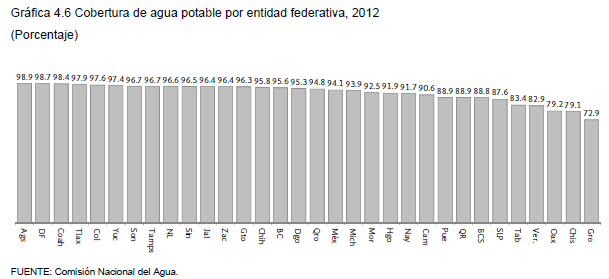 Gráfica 4.6 Cobertura de agua potable por entidad federativa, 2012
(Porcentaje)
98.9 98.7 98.4 97.9 97.6 97.4 96.7 96.7 96.6 96.5 96.4 96.4 96.3 95.8 95.6 95.3 94.8 94.1 93.9 92.5 91.9 91.7 90.6 88.9 88.9 88.8 87.6 83.4 82.9 79.2 79.1 72.9
Ags DF Coah Tlax Col Yuc Son Tamps NL Sin Jal Zac Gto Chih BC Dgo Qro Méx Mich Mor Hgo Nay Cam Pue QR BCS SLP Tab Ver. Oax Chis Gro
FUENTE: Comisión Nacional del Agua.